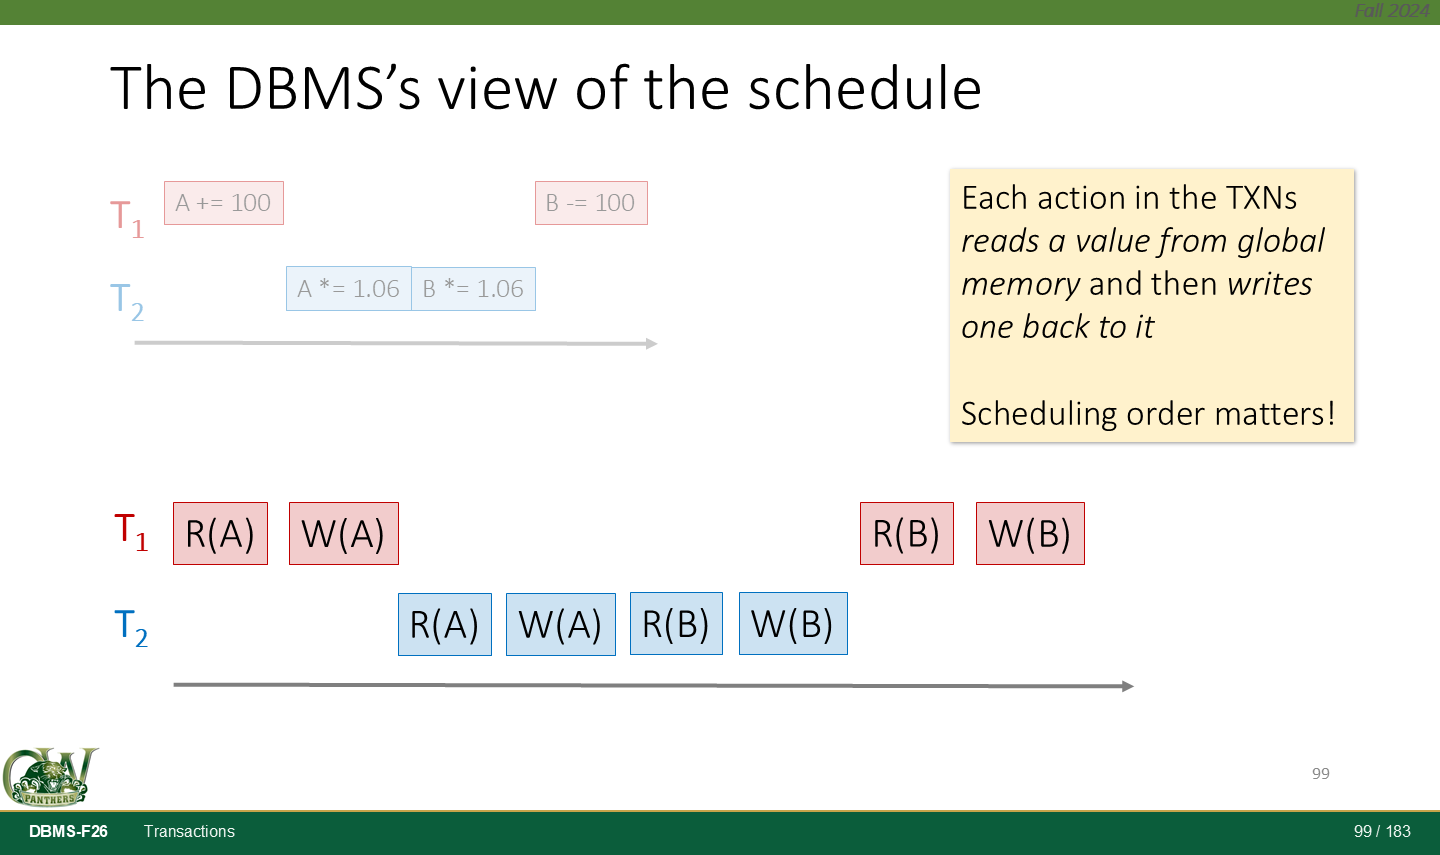 Fall 2024
The DBMS’s view of the schedule
T1 A += 100 B -= 100
T2 A *= 1.06 B *= 1.06
Each action in the TXNs
reads a value from global
memory and then writes
one back to it
Scheduling order matters!
T1 R(A) W(A) R(B) W(B)
T2 R(A) W(A) R(B) W(B)
OW
PANTHERS
99
DBMS-F26 Transactions 99 / 183